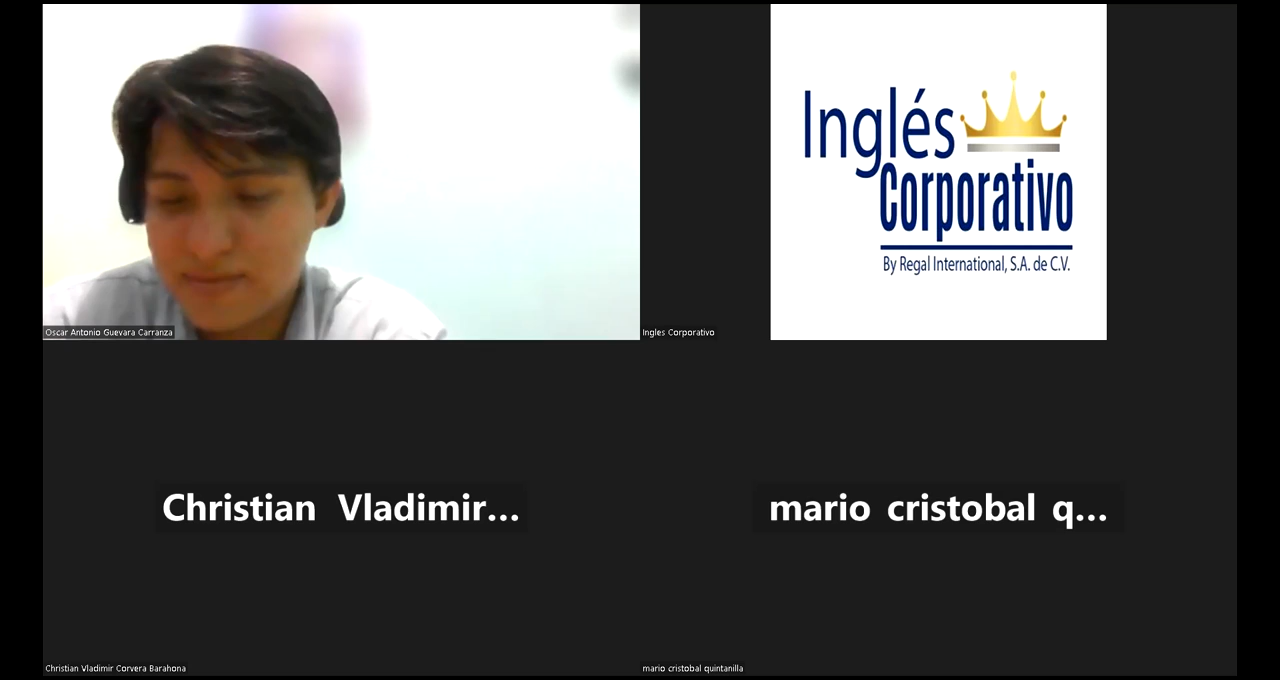 Inglés
Corporativo
By Regal International, S.A. de C.V.
Oscar Antonio Guevara Carranza
Ingles Corporativo
Christian Vladimir...
mario cristobal q...
Christian Vladimir Corvera Barahona
mario cristobal quintanilla